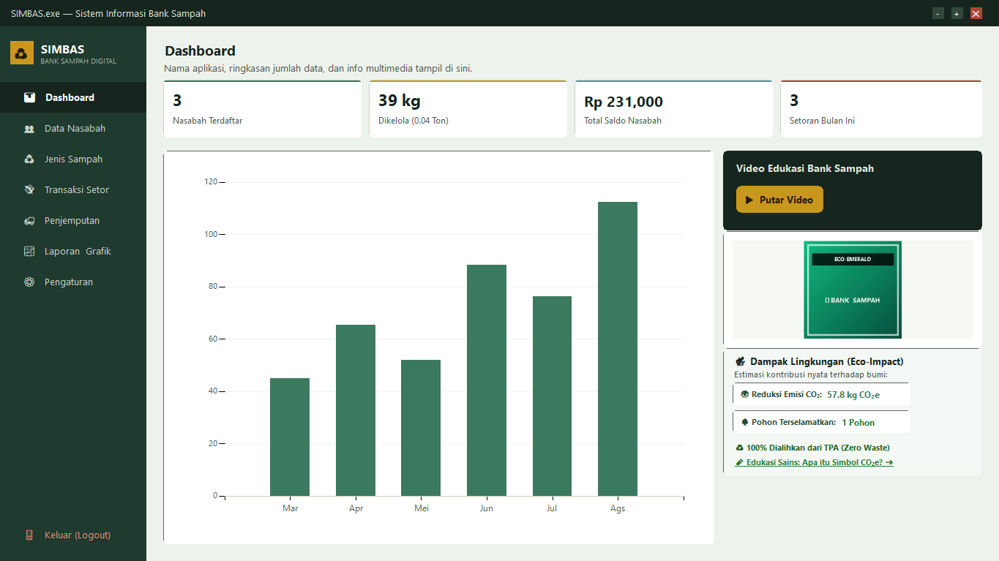 SIMBAS.exe — Sistem Informasi Bank Sampah
SIMBAS
BANK SAMPAH DIGITAL
Dashboard
Data Nasabah
Jenis Sampah
Transaksi Setor
Penjemputan
Laporan Grafik
Pengaturan
Keluar (Logout)
Dashboard
Nama aplikasi, ringkasan jumlah data, dan info multimedia tampil di sini.
3
Nasabah Terdaftar
39 kg
Dikelola (0.04 Ton)
Rp 231,000
Total Saldo Nasabah
3
Setoran Bulan Ini
120
100
80
60
40
20
0
Mar Apr Mei Jun Jul Ags
Video Edukasi Bank Sampah
Putar Video
ECO EMERALD
BANK SAMPAH
Dampak Lingkungan (Eco-Impact)
Estimasi kontribusi nyata terhadap bumi:
Reduksi Emisi CO₂: 57.8 kg CO₂e
Pohon Terselamatkan: 1 Pohon
100% Dialihkan dari TPA (Zero Waste)
Edukasi Sains: Apa itu Simbol CO₂e? ➔